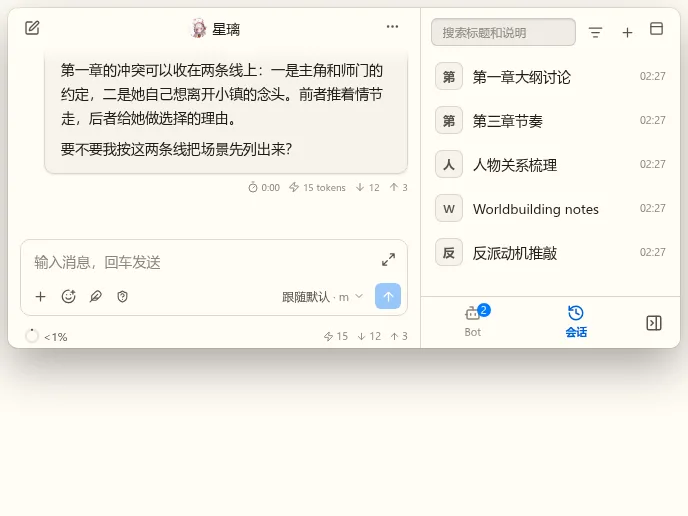 星璃
第一章的冲突可以收在两条线上：一是主角和师门的
约定，二是她自己想离开小镇的念头。前者推着情节
走，后者给她做选择的理由。
要不要我按这两条线把场景先列出来？
0:00 15 tokens 12 3
输入消息，回车发送
跟随默认 · m
<1%
15 12 3
搜索标题和说明
第 第一章大纲讨论 02:27
第 第三章节奏 02:27
人 人物关系梳理 02:27
W Worldbuilding notes 02:27
反 反派动机推敲 02:27
2
Bot 会话